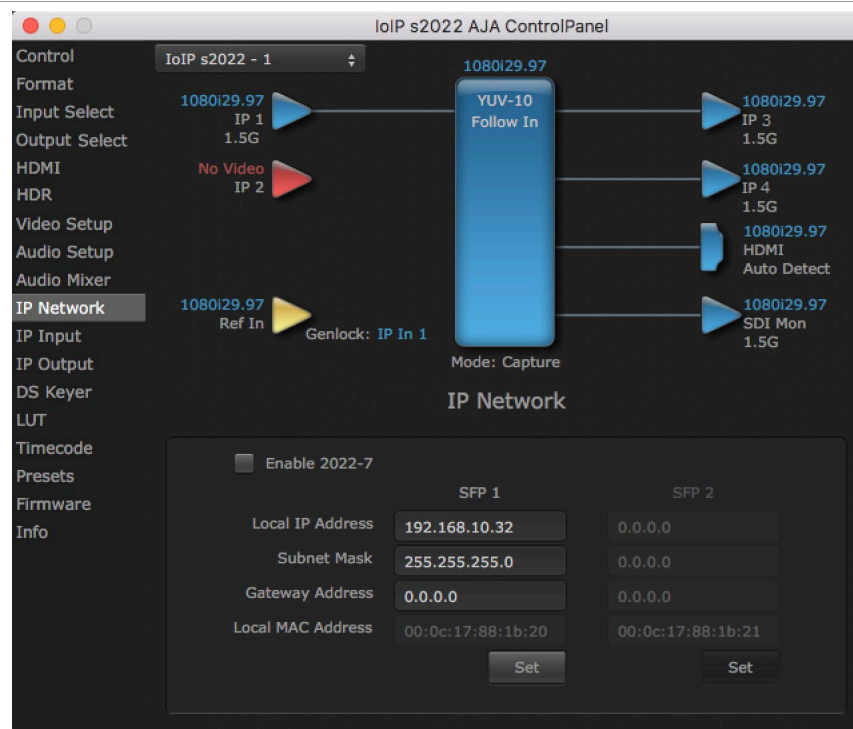 IoIP s2022 AJA ControlPanel
Control
Format
Input Select
Output Select
HDMI
HDR
Video Setup
Audio Setup
Audio Mixer
IP Network
IP Input
IP Output
DS Keyer
LUT
Timecode
Presets
Firmware
Info
IoIP s2022 - 1
1080i29.97
1080i29.97
IP 1
1.5G
No Video
IP 2
1080i29.97
Ref In
Genlock: IP In 1
YUV-10
Follow In
Mode: Capture
1080i29.97
IP 3
1.5G
1080i29.97
IP 4
1.5G
1080i29.97
HDMI
Auto Detect
1080i29.97
SDI Mon
1.5G
IP Network
Enable 2022-7
SFP 1 SFP 2
Local IP Address 192.168.10.32 0.0.0.0
Subnet Mask 255.255.255.0 0.0.0.0
Gateway Address 0.0.0.0 0.0.0.0
Local MAC Address 00:0c:17:88:1b:20 00:0c:17:88:1b:21
Set Set